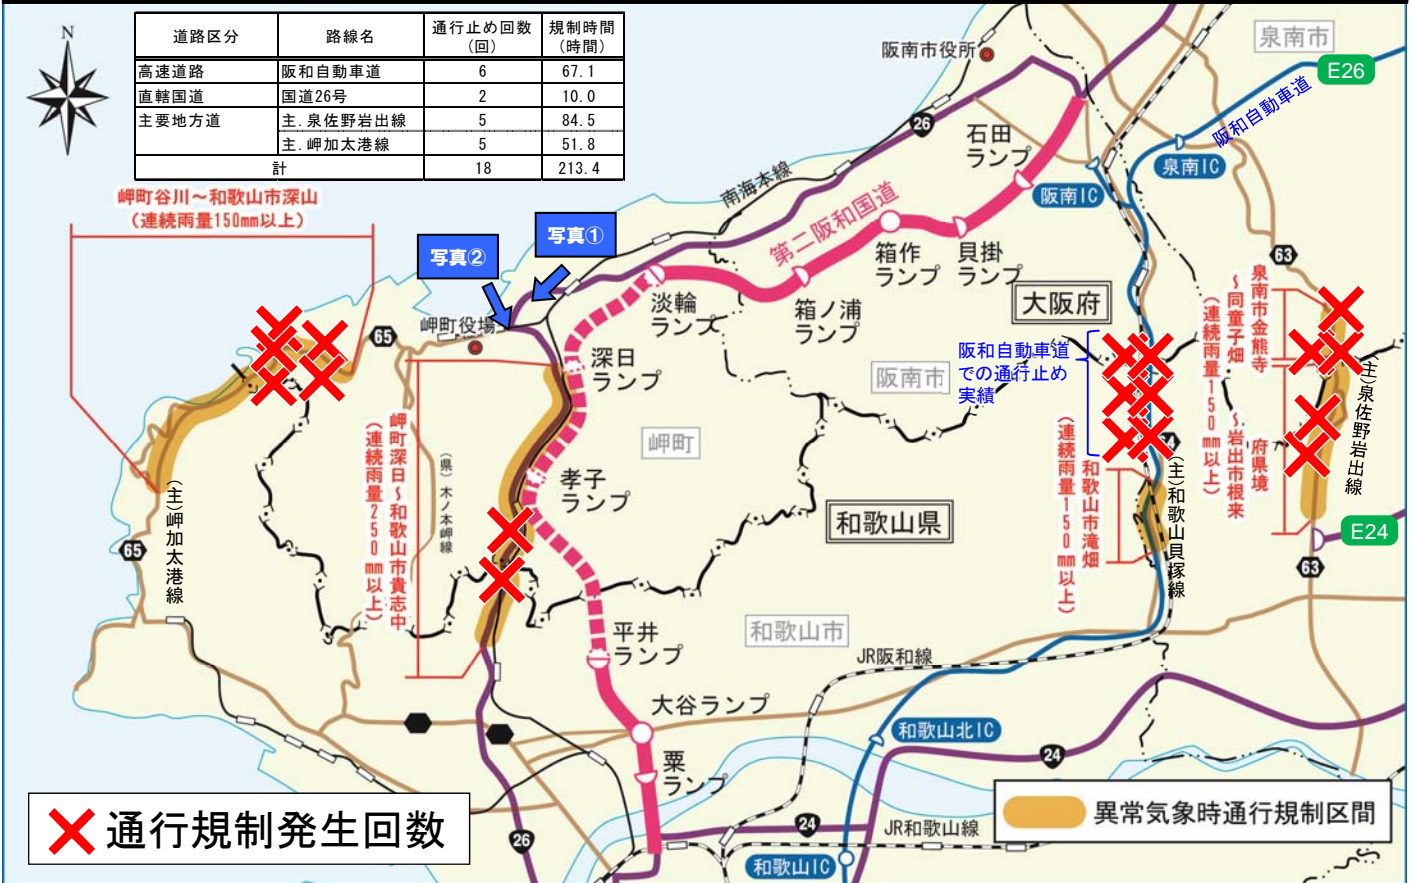 N
道路区分 路線名 通行止め回数(回) 規制時間(時間)
高速道路 阪和自動車道 6 67.1
直轄国道 国道26号 2 10.0
主要地方道 主.泉佐野岩出線 5 84.5
主.岬加太港線 5 51.8
計 18 213.4
阪南市役所
泉南市
E26
阪和自動車道
26
石田
ランプ
泉南IC
阪南IC
南海本線
第二阪和国道
岬町谷川～和歌山市深山
(連続雨量150mm以上)
写真①
写真②
箱作
ランプ
貝掛
ランプ
淡輪
ランプ
箱ノ浦
ランプ
大阪府
63
泉南市金熊寺
～同童子畑
(連続雨量150mm以上)
岬町役場
65
深日
ランプ
阪南市
阪和自動車道
での通行止め
実績
府県境
～岩出市根来
(主)泉佐野岩出線
岬町
岬町深日～和歌山市貴志中
(連続雨量250mm以上)
(県)木ノ本岬線
孝子
ランプ
和歌山県
和歌山市滝畑
(連続雨量150mm以上)
(主)和歌山貝塚線
E24
63
65
(主)岬加太港線
平井
ランプ
和歌山市
JR阪和線
大谷ランプ
和歌山北IC
24
粟
ランプ
通行規制発生回数
26
24
JR和歌山線
和歌山IC
異常気象時通行規制区間